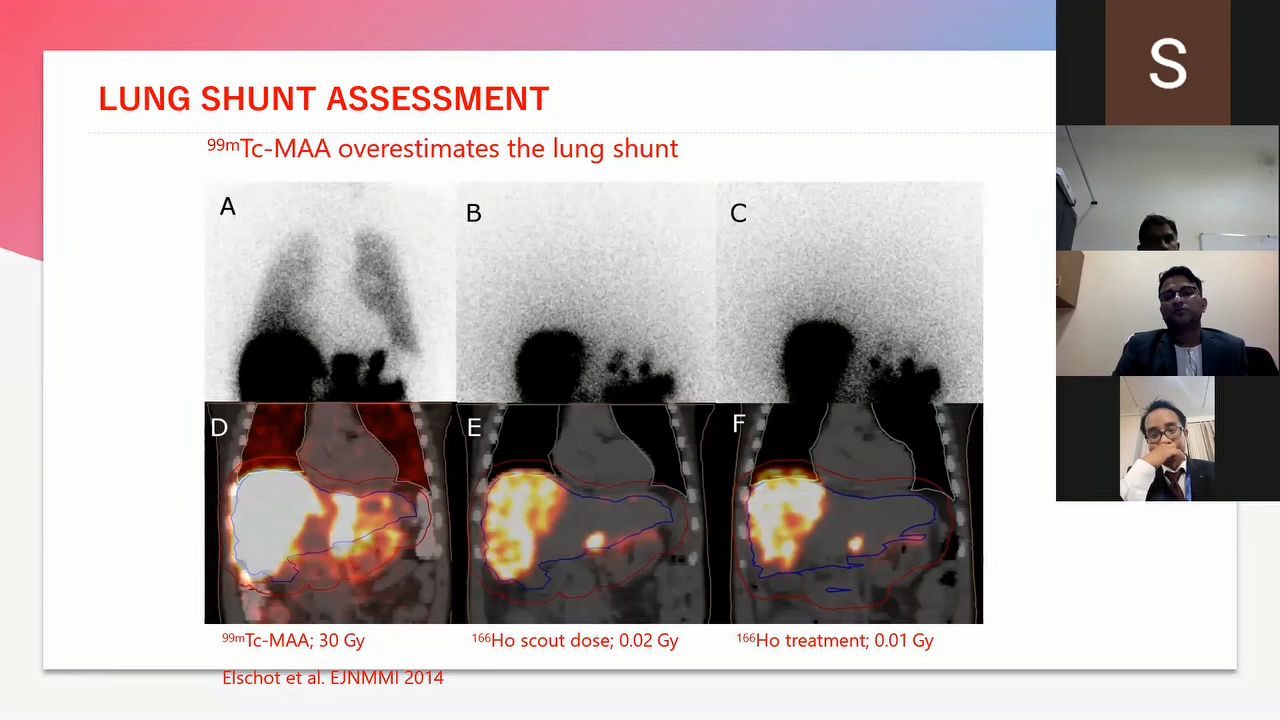 LUNG SHUNT ASSESSMENT
99mTc-MAA overestimates the lung shunt
A
B
C
D
E
F
99mTc-MAA; 30 Gy
166Ho scout dose; 0.02 Gy
166Ho treatment; 0.01 Gy
Elschot et al. EJNMMI 2014
S